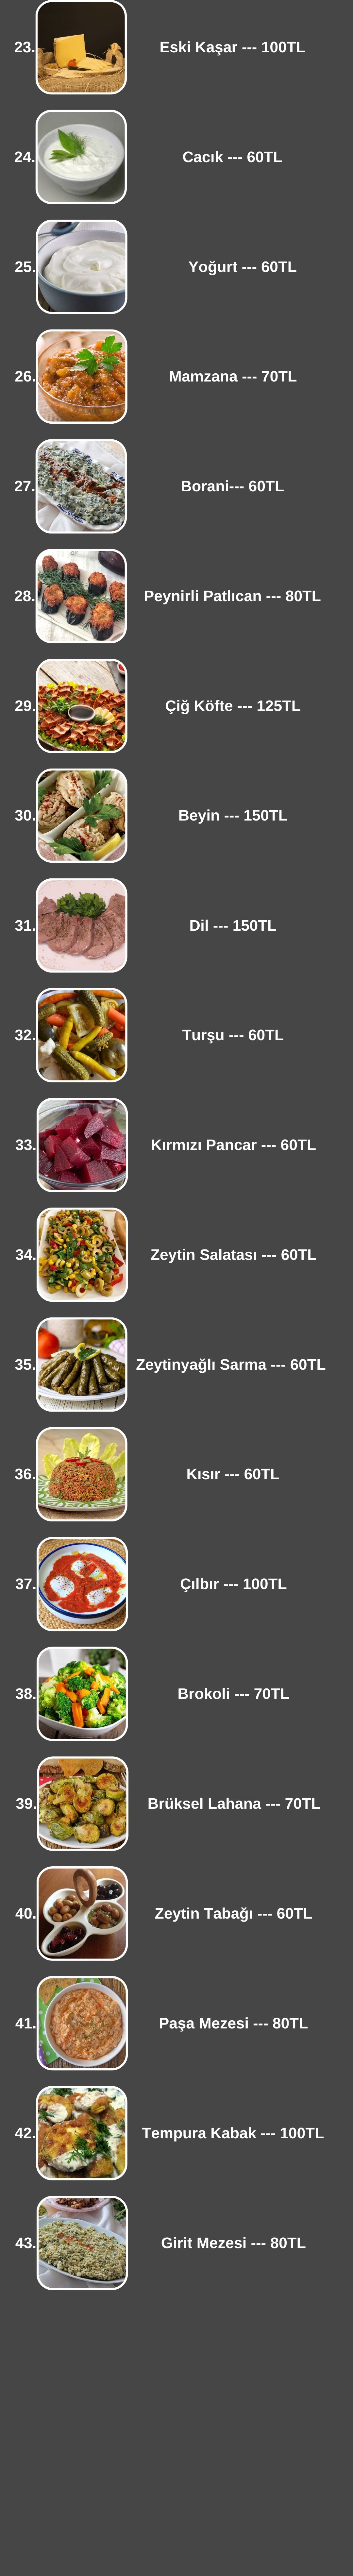 23. Eski Kaşar --- 100TL
24. Cacık --- 60TL
25. Yoğurt --- 60TL
26. Mamzana --- 70TL
27. Borani--- 60TL
28. Peynirli Patlıcan --- 80TL
29. Çiğ Köfte --- 125TL
30. Beyin --- 150TL
31. Dil --- 150TL
32. Turşu --- 60TL
33. Kırmızı Pancar --- 60TL
34. Zeytin Salatası --- 60TL
35. Zeytinyağlı Sarma --- 60TL
36. Kısır --- 60TL
37. Çılbır --- 100TL
38. Brokoli --- 70TL
39. Brüksel Lahana --- 70TL
40. Zeytin Tabağı --- 60TL
41. Paşa Mezesi --- 80TL
42. Tempura Kabak --- 100TL
43. Girit Mezesi --- 80TL